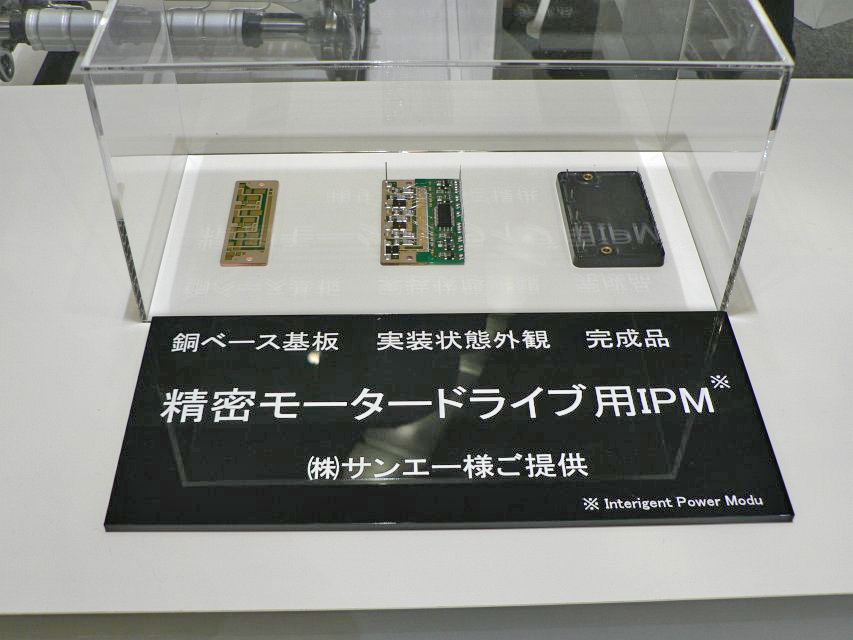 銅ベース基板 実装状態外観 完成品
精密モータードライブ用IPM※
㈱サンエー様ご提供
※ Interigent Power Modu